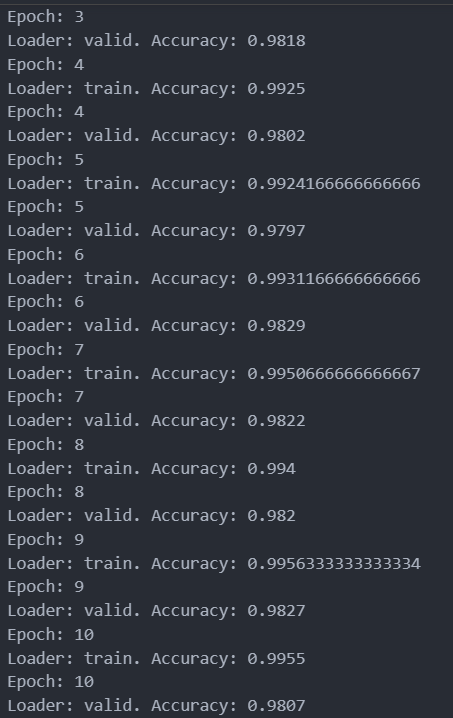 Epoch: 3
Loader: valid. Accuracy: 0.9818
Epoch: 4
Loader: train. Accuracy: 0.9925
Epoch: 4
Loader: valid. Accuracy: 0.9802
Epoch: 5
Loader: train. Accuracy: 0.9924166666666666
Epoch: 5
Loader: valid. Accuracy: 0.9797
Epoch: 6
Loader: train. Accuracy: 0.9931166666666666
Epoch: 6
Loader: valid. Accuracy: 0.9829
Epoch: 7
Loader: train. Accuracy: 0.9950666666666667
Epoch: 7
Loader: valid. Accuracy: 0.9822
Epoch: 8
Loader: train. Accuracy: 0.994
Epoch: 8
Loader: valid. Accuracy: 0.982
Epoch: 9
Loader: train. Accuracy: 0.9956333333333334
Epoch: 9
Loader: valid. Accuracy: 0.9827
Epoch: 10
Loader: train. Accuracy: 0.9955
Epoch: 10
Loader: valid. Accuracy: 0.9807